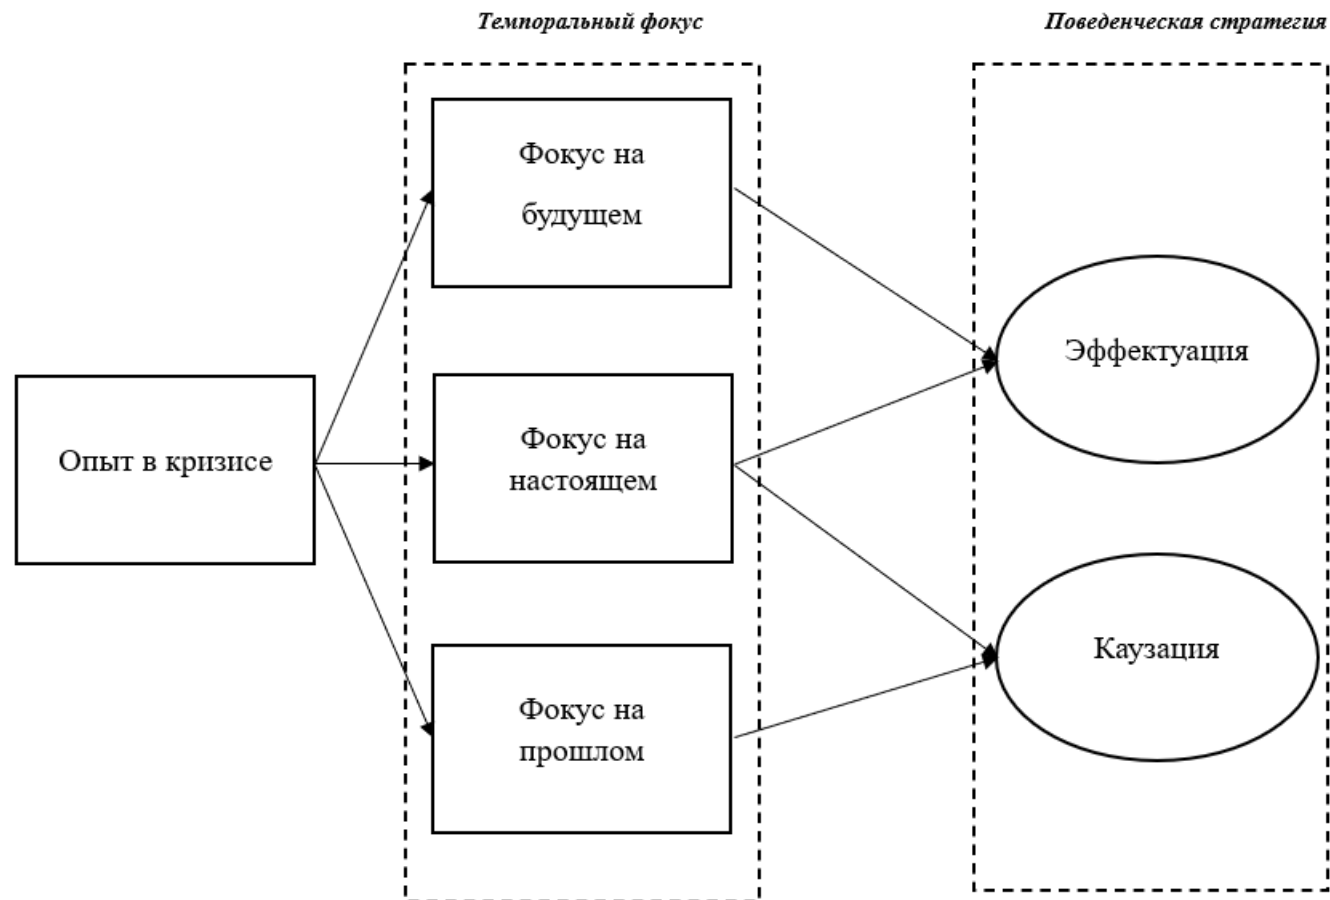 Темпоральный фокус
Поведенческая стратегия
Фокус на
будущем
Эффектуация
Опыт в кризисе
Фокус на
настоящем
Каузация
Фокус на
прошлом